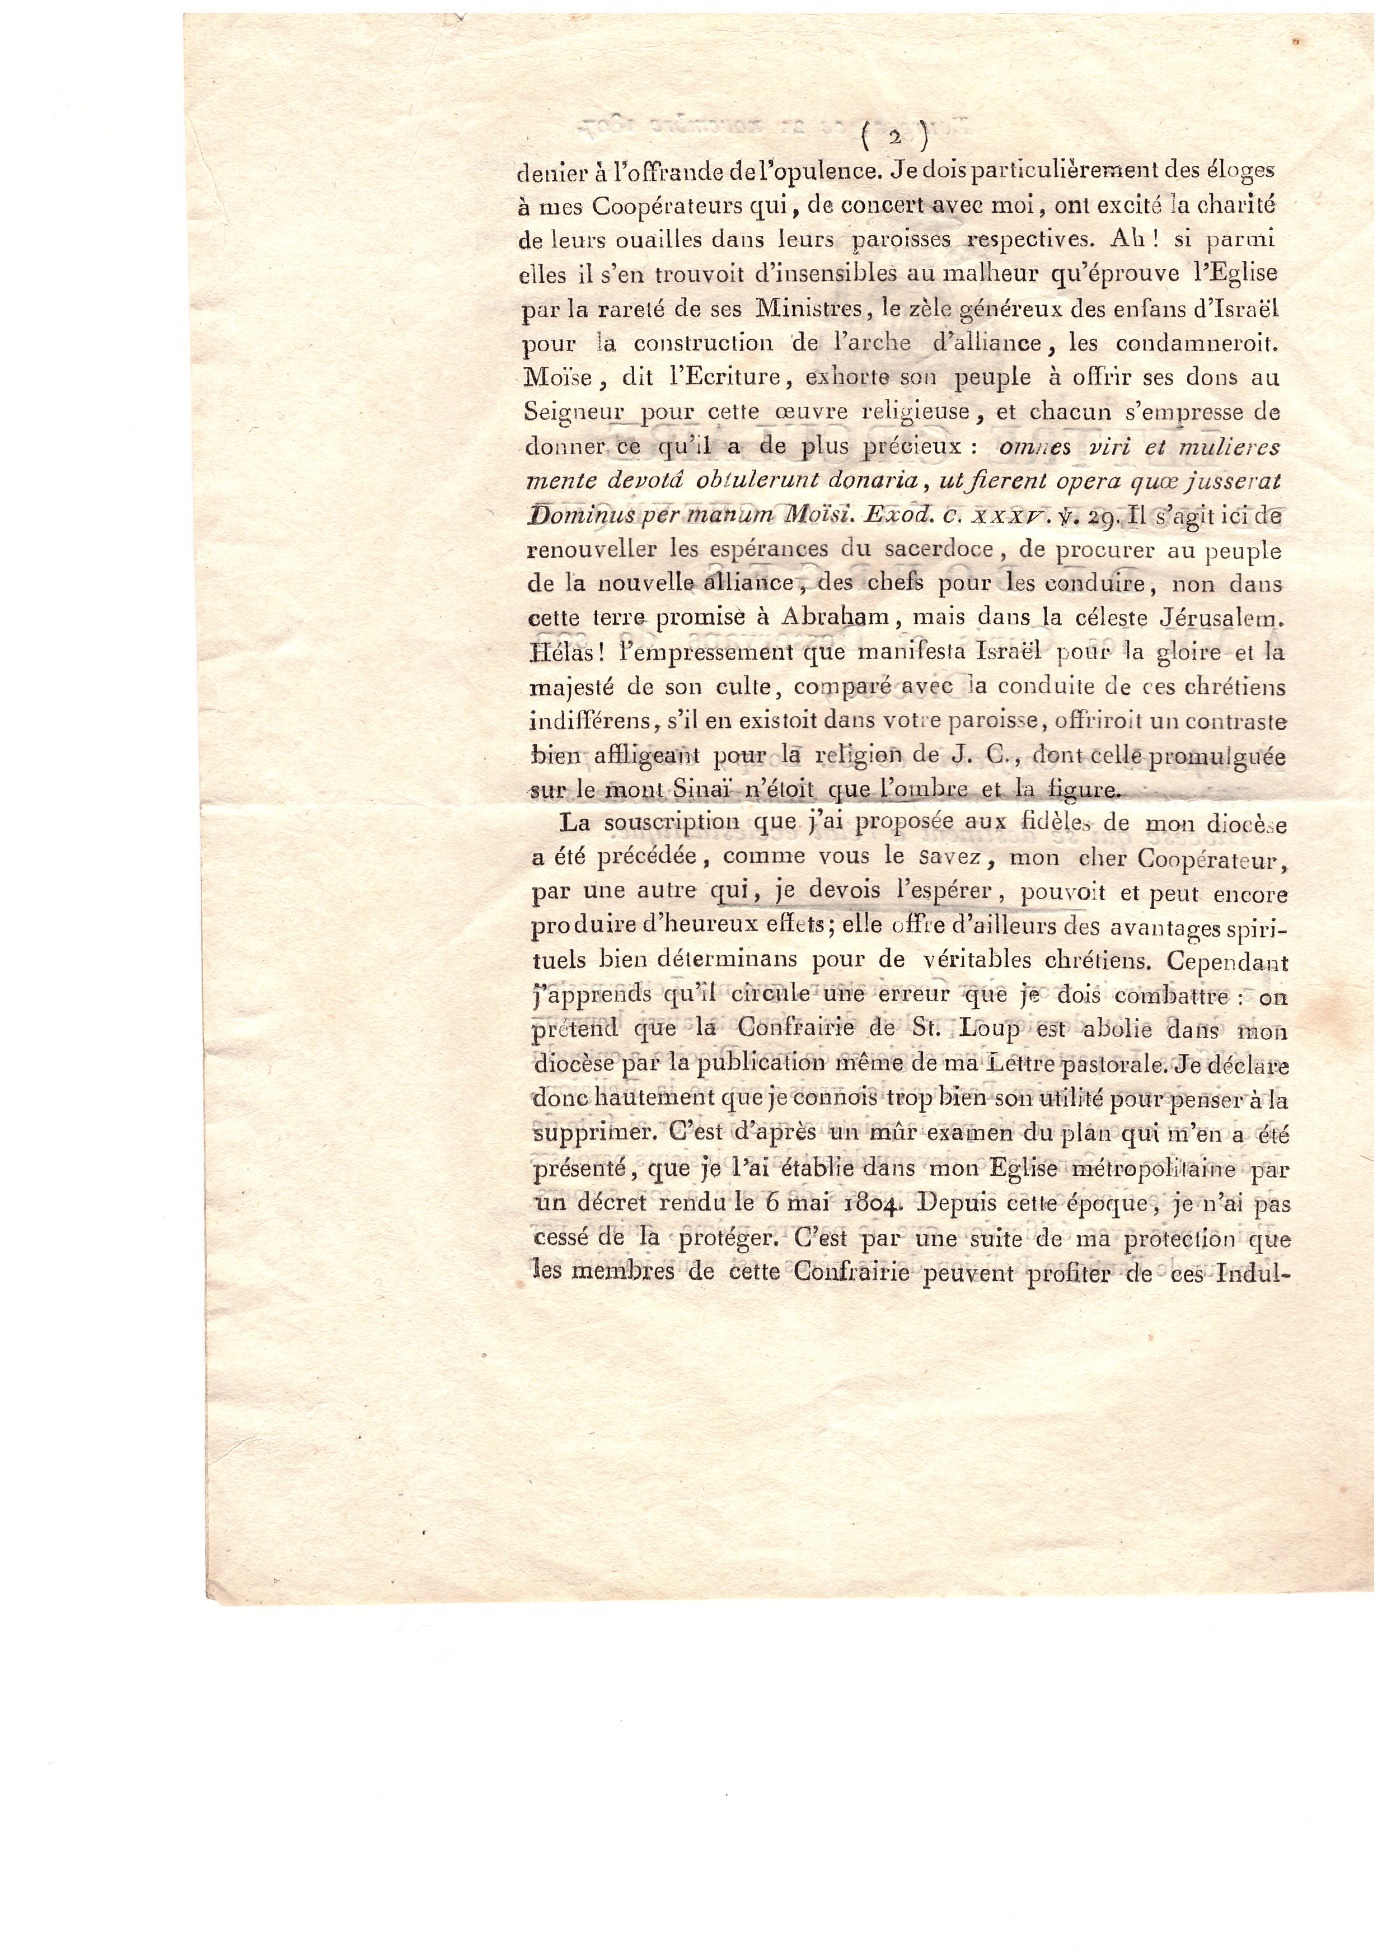 ( 2 )
denier à l'offrande de l'opulence. Je dois particulièrement des éloges
à mes Coopérateurs qui, de concert avec moi, ont excité la charité
de leurs ouailles dans leurs paroisses respectives. Ah ! si parmi
elles il s'en trouvoit d'insensibles au malheur qu'éprouve l'Eglise
par la rareté de ses Ministres, le zèle généreux des enfans d'Israël
pour la construction de l'arche d'alliance, les condamneroit.
Moïse, dit l'Ecriture, exhorte son peuple à offrir ses dons au
Seigneur pour cette œuvre religieuse, et chacun s'empresse de
donner ce qu'il a de plus précieux : omnes viri et mulieres
mente devotâ obtulerunt donaria, ut fierent opera quœ jusserat
Dominus per manum Moïsi. Exod. c. XXXV. ℣. 29. Il s'agit ici de
renouveller les espérances du sacerdoce, de procurer au peuple
de la nouvelle alliance, des chefs pour les conduire, non dans
cette terre promise à Abraham, mais dans la céleste Jérusalem.
Hélas ! l'empressement que manifesta Israël pour la gloire et la
majesté de son culte, comparé avec la conduite de ces chrétiens
indifférens, s'il en existoit dans votre paroisse, offriroit un contraste
bien affligeant pour la religion de J. C., dont celle promulguée
sur le mont Sinaï n'étoit que l'ombre et la figure.
La souscription que j'ai proposée aux fidèles de mon diocèse
a été précédée, comme vous le savez, mon cher Coopérateur,
par une autre qui, je devois l'espérer, pouvoit et peut encore
produire d'heureux effets ; elle offre d'ailleurs des avantages spiri-
tuels bien déterminans pour de véritables chrétiens. Cependant
j'apprends qu'il circule une erreur que je dois combattre : on
prétend que la Confrairie de St. Loup est abolie dans mon
diocèse par la publication même de ma Lettre pastorale. Je déclare
donc hautement que je connois trop bien son utilité pour penser à la
supprimer. C'est d'après un mûr examen du plan qui m'en a été
présenté, que je l'ai établie dans mon Eglise métropolitaine par
un décret rendu le 6 mai 1804. Depuis cette époque, je n'ai pas
cessé de la protéger. C'est par une suite de ma protection que
les membres de cette Confrairie peuvent profiter de ces Indul-